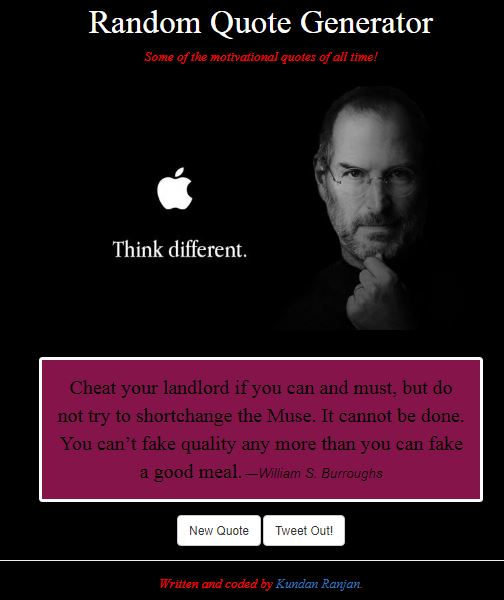 Random Quote Generator
Some of the motivational quotes of all time!
Think different.
Cheat your landlord if you can and must, but do
not try to shortchange the Muse. It cannot be done.
You can’t fake quality any more than you can fake
a good meal. —William S. Burroughs
New Quote Tweet Out!
Written and coded by Kundan Ranjan.